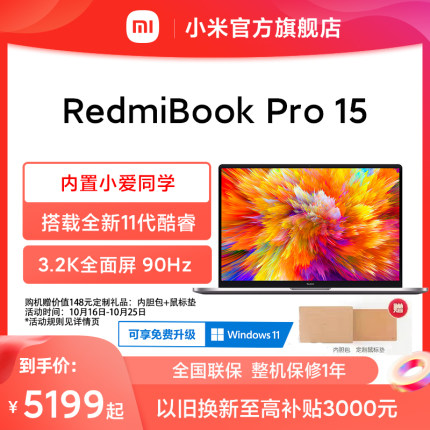 小米官方旗舰店
RedmiBook Pro 15
内置小爱同学
搭载全新11代酷睿
3.2K全面屏 90Hz
购机赠价值148元定制礼品:内胆包+鼠标垫
活动时间:10月16日-10月25日
*活动规则见详情页
赠
可享免费升级 Windows 11
内胆包 定制鼠标垫
到手价:
¥5199起
全国联保 整机保修1年
以旧换新至高补贴3000元